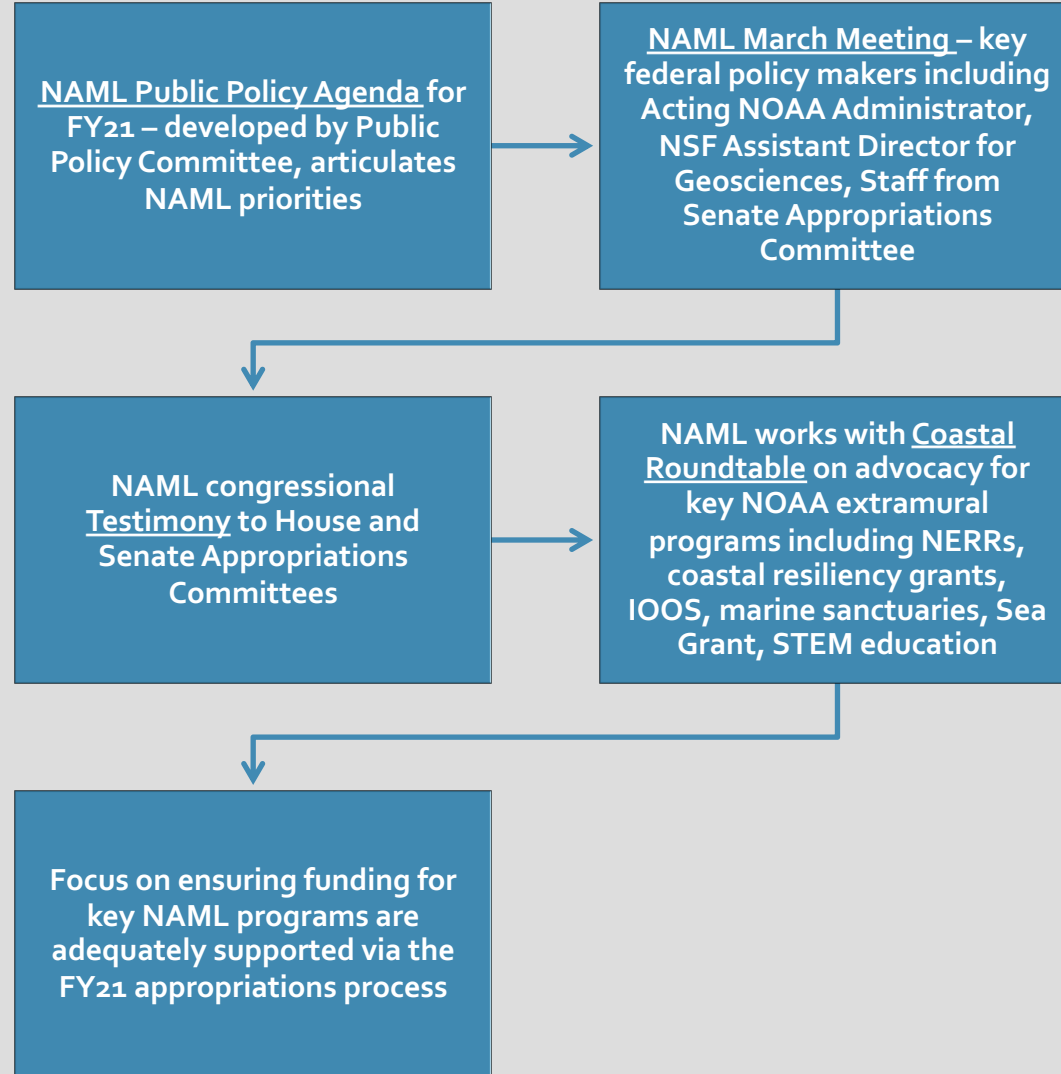 NAML Public Policy Agenda for
FY21 – developed by Public
Policy Committee, articulates
NAML priorities
NAML March Meeting – key
federal policy makers including
Acting NOAA Administrator,
NSF Assistant Director for
Geosciences, Staff from
Senate Appropriations
Committee
NAML congressional
Testimony to House and
Senate Appropriations
Committees
NAML works with Coastal
Roundtable on advocacy for
key NOAA extramural
programs including NERRs,
coastal resiliency grants,
IOOS, marine sanctuaries, Sea
Grant, STEM education
Focus on ensuring funding for
key NAML programs are
adequately supported via the
FY21 appropriations process